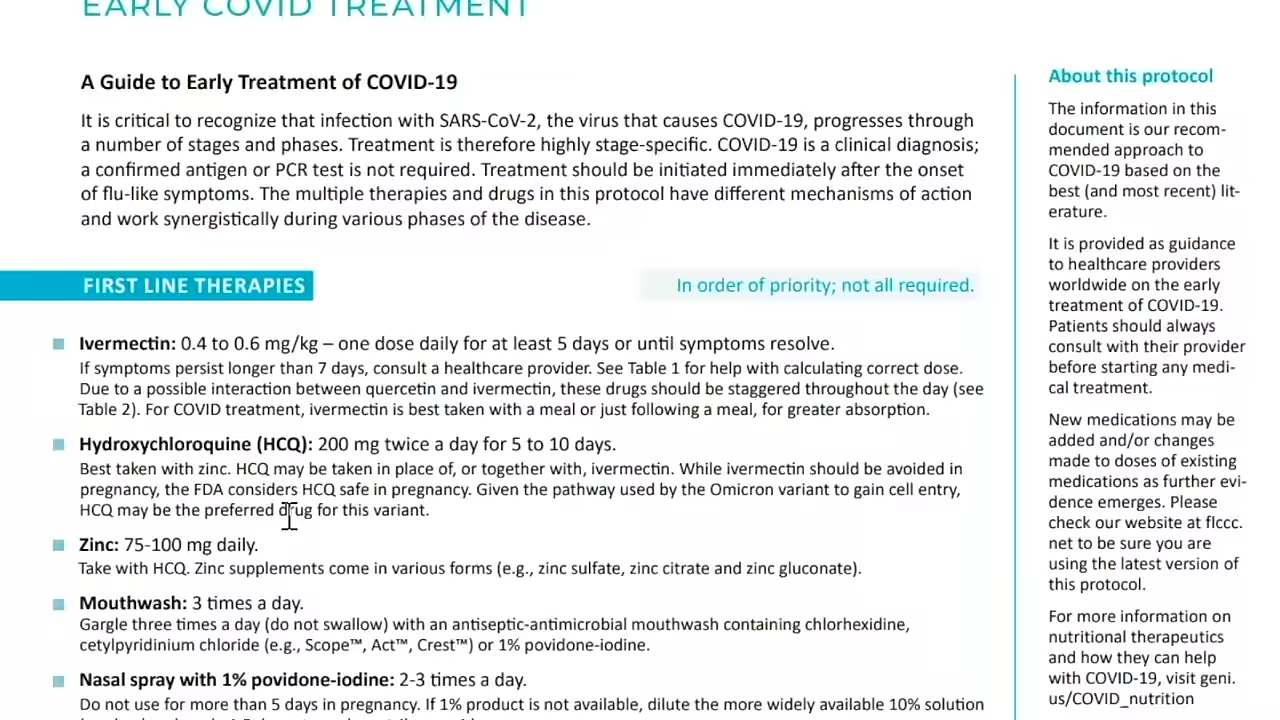 EARLY COVID TREATMENT
A Guide to Early Treatment of COVID-19
It is critical to recognize that infection with SARS-CoV-2, the virus that causes COVID-19, progresses through
a number of stages and phases. Treatment is therefore highly stage-specific. COVID-19 is a clinical diagnosis;
a confirmed antigen or PCR test is not required. Treatment should be initiated immediately after the onset
of flu-like symptoms. The multiple therapies and drugs in this protocol have different mechanisms of action
and work synergistically during various phases of the disease.
FIRST LINE THERAPIES
In order of priority; not all required.
Ivermectin: 0.4 to 0.6 mg/kg – one dose daily for at least 5 days or until symptoms resolve.
If symptoms persist longer than 7 days, consult a healthcare provider. See Table 1 for help with calculating correct dose.
Due to a possible interaction between quercetin and ivermectin, these drugs should be staggered throughout the day (see
Table 2). For COVID treatment, ivermectin is best taken with a meal or just following a meal, for greater absorption.
Hydroxychloroquine (HCQ): 200 mg twice a day for 5 to 10 days.
Best taken with zinc. HCQ may be taken in place of, or together with, ivermectin. While ivermectin should be avoided in
pregnancy, the FDA considers HCQ safe in pregnancy. Given the pathway used by the Omicron variant to gain cell entry,
HCQ may be the preferred drug for this variant.
Zinc: 75-100 mg daily.
Take with HCQ. Zinc supplements come in various forms (e.g., zinc sulfate, zinc citrate and zinc gluconate).
Mouthwash: 3 times a day.
Gargle three times a day (do not swallow) with an antiseptic-antimicrobial mouthwash containing chlorhexidine,
cetylpyridinium chloride (e.g., Scope™, Act™, Crest™) or 1% povidone-iodine.
Nasal spray with 1% povidone-iodine: 2-3 times a day.
Do not use for more than 5 days in pregnancy. If 1% product is not available, dilute the more widely available 10% solution
About this protocol
The information in this
document is our recom-
mended approach to
COVID-19 based on the
best (and most recent) lit-
erature.
It is provided as guidance
to healthcare providers
worldwide on the early
treatment of COVID-19.
Patients should always
consult with their provider
before starting any medi-
cal treatment.
New medications may be
added and/or changes
made to doses of existing
medications as further evi-
dence emerges. Please
check our website at flccc.
net to be sure you are
using the latest version of
this protocol.
For more information on
nutritional therapeutics
and how they can help
with COVID-19, visit geni.
us/COVID_nutrition